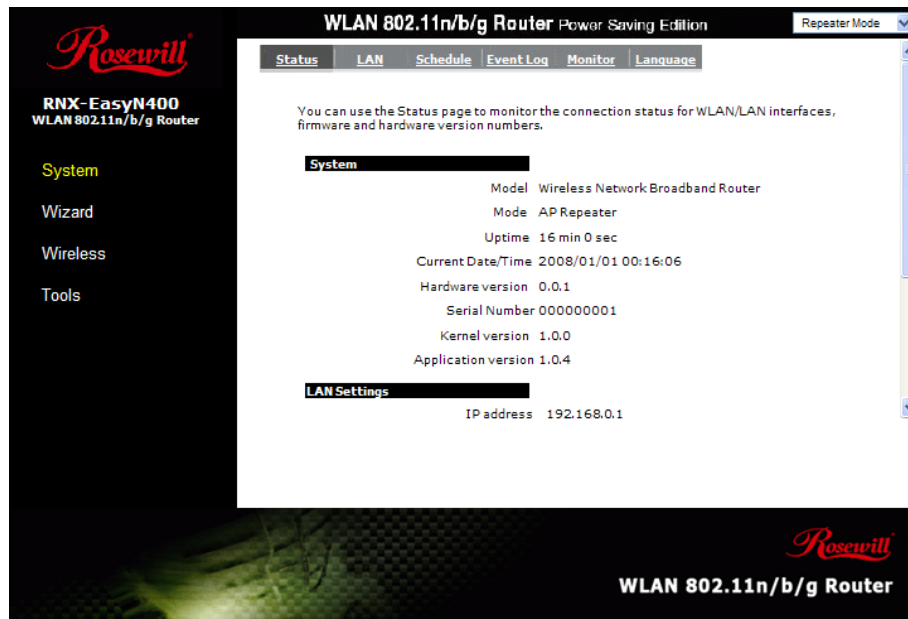 WLAN 802.11n/b/g Router Power Saving Edition
Repeater Mode
Rosewill
RNX-EasyN400
WLAN 802.11n/b/g Router
System
Wizard
Wireless
Tools
Status LAN Schedule Event Log Monitor Language
You can use the Status page to monitor the connection status for WLAN/LAN interfaces,
firmware and hardware version numbers.
System
Model Wireless Network Broadband Router
Mode AP Repeater
Uptime 16 min 0 sec
Current Date/Time 2008/01/01 00:16:06
Hardware version 0.0.1
Serial Number 000000001
Kernel version 1.0.0
Application version 1.0.4
LAN Settings
IP address 192.168.0.1
Rosewill
WLAN 802.11n/b/g Router